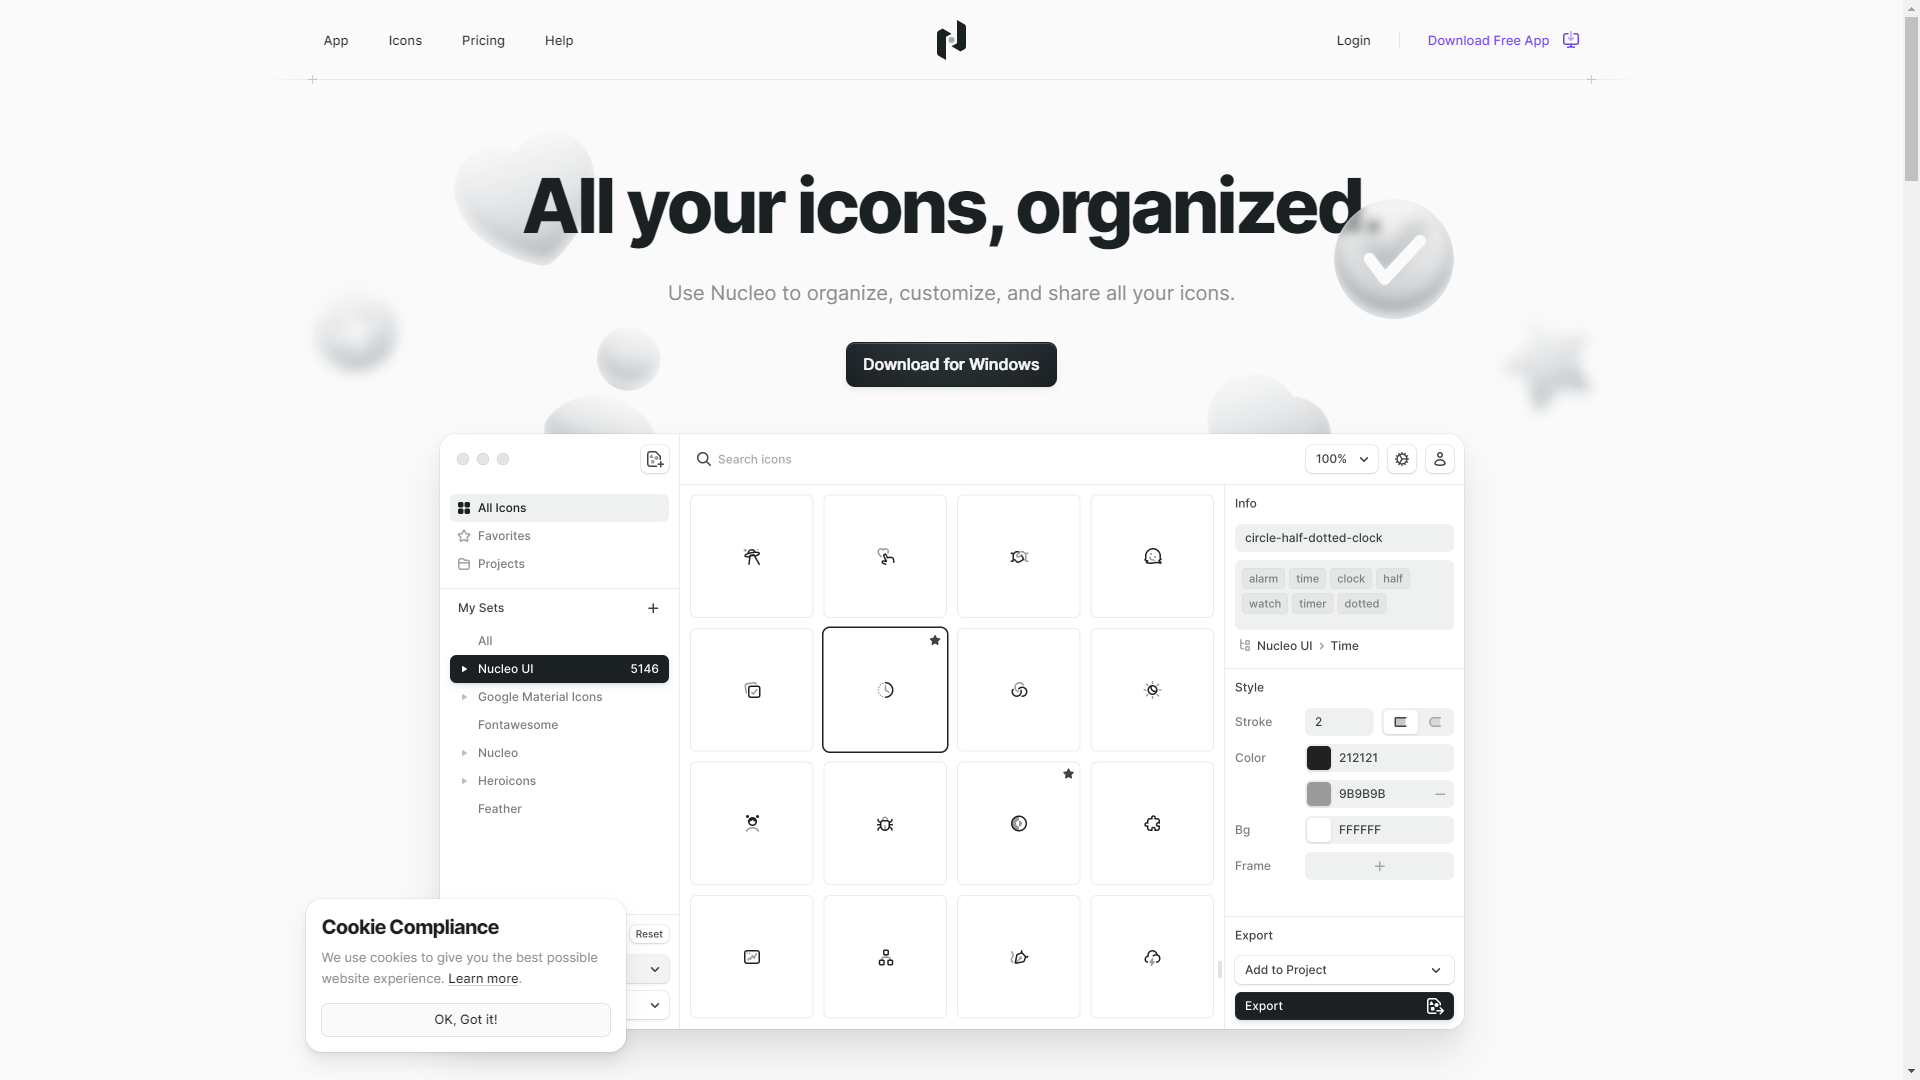 App
Icons
Pricing
Help
Login
Download Free App
All your icons, organized.
Use Nucleo to organize, customize, and share all your icons.
Download for Windows
Search icons
100%
All Icons
Favorites
Projects
My Sets
All
Nucleo UI 5146
Google Material Icons
Fontawesome
Nucleo
Heroicons
Feather
Reset
Info
circle-half-dotted-clock
alarm time clock half
watch timer dotted
Nucleo UI > Time
Style
Stroke 2
Color 212121
9B9B9B
Bg FFFFFF
Frame
Export
Add to Project
Export
Cookie Compliance
We use cookies to give you the best possible
website experience. Learn more.
OK, Got it!